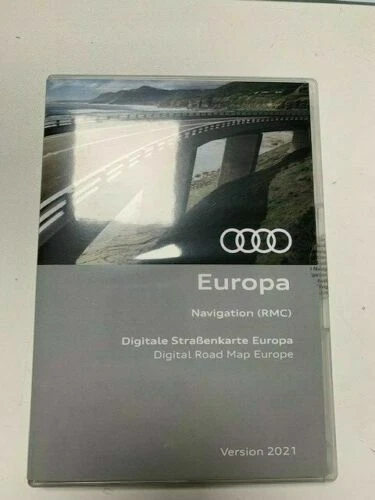 Europa
Navigation (RMC)
Digitale Straßenkarte Europa
Digital Road Map Europe
Version 2021